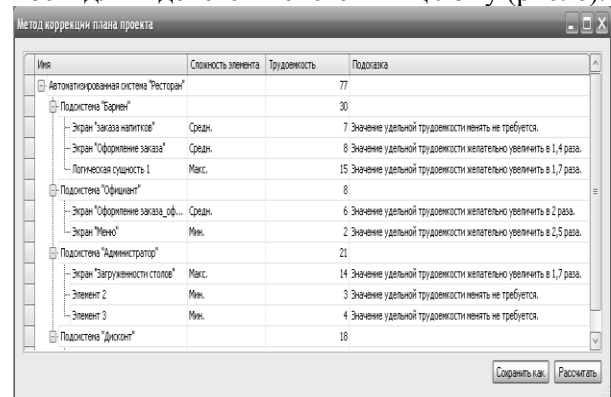 Метод коррекции плана проекта
Имя Сложность элемента Трудоемкость Подсказка
Автоматизированная система "Ресторан" 77
Подсистема "Бармен" 30
Экран "заказа напитков" Средн. 7 Значение удельной трудоемкости менять не требуется.
Экран "Оформление заказа" Средн. 8 Значение удельной трудоемкости желательно увеличить в 1,4 раза.
Логическая сущность 1 Макс. 15 Значение удельной трудоемкости желательно увеличить в 1,7 раза.
Подсистема "Официант" 8
Экран "Оформление заказа_оф... Средн. 6 Значение удельной трудоемкости желательно увеличить в 2 раза.
Экран "Меню" Мин. 2 Значение удельной трудоемкости желательно увеличить в 2,5 раза.
Подсистема "Администратор" 21
Экран "Загруженности столов" Макс. 14 Значение удельной трудоемкости желательно увеличить в 1,7 раза.
Элемент 2 Мин. 3 Значение удельной трудоемкости менять не требуется.
Элемент 3 Мин. 4 Значение удельной трудоемкости менять не требуется.
Подсистема "Дисконт" 18
Сохранить как Рассчитать